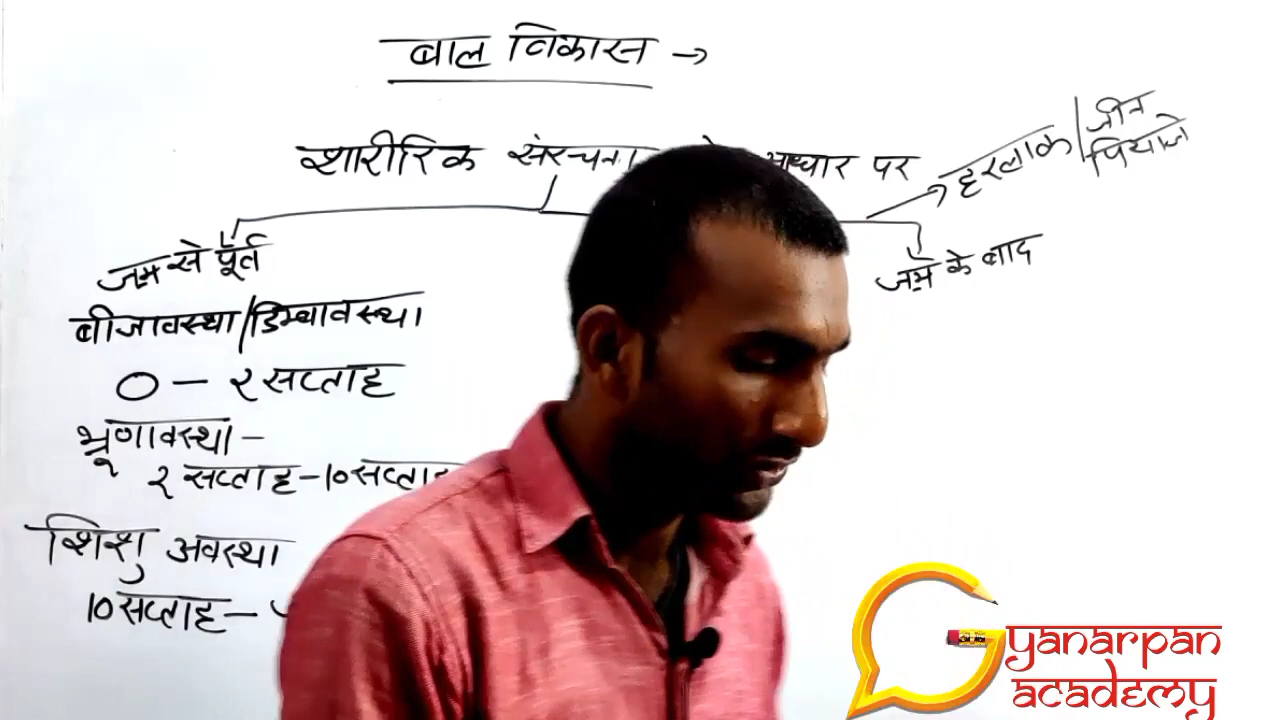 बाल विकास →
शारीरिक संरचना आधार पर
→ हरलाक / जीन पियाजे
जन्म से पूर्व
जन्म के बाद
बीजावस्था/डिम्बावस्था
0 – २ सप्ताह
भ्रूणावस्था –
२ सप्ताह – 10 सप्ताह
शिशु अवस्था
10 सप्ताह –
Gyanarpan
academy